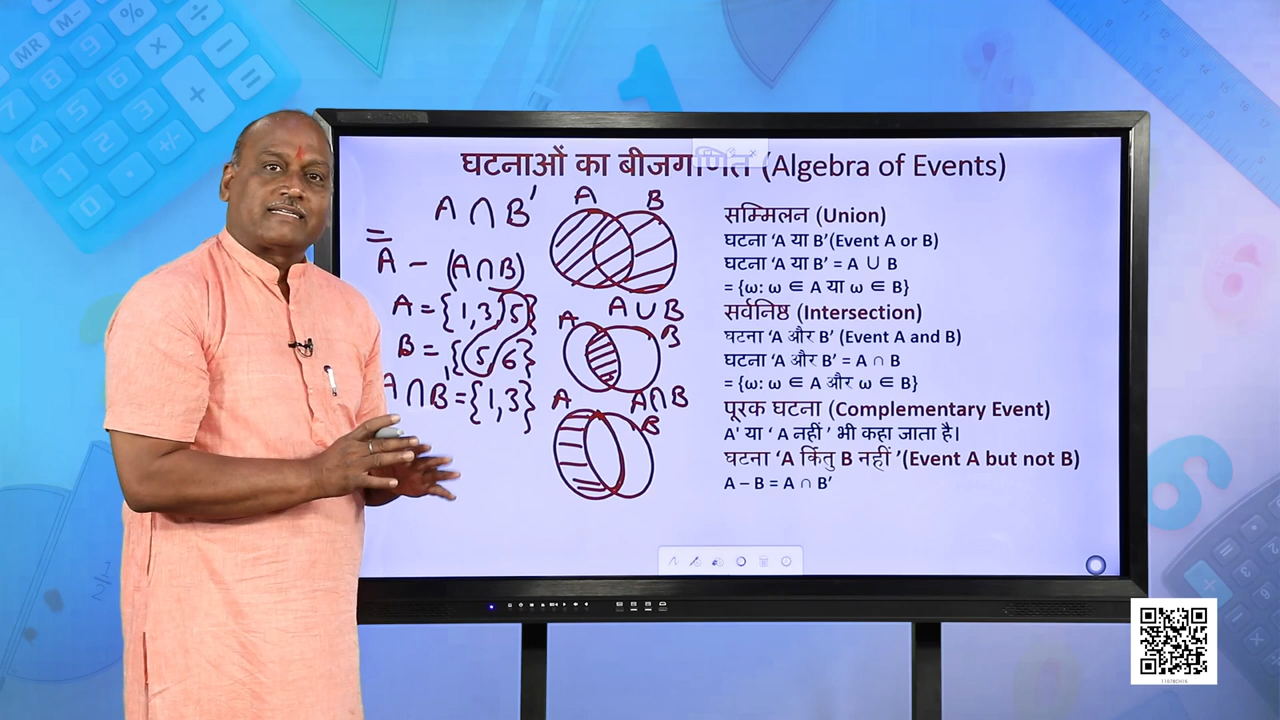 घटनाओं का बीजगणित (Algebra of Events)
A ∩ B'
=
A − (A∩B)
A = {1,3,5}
B = {5,6}
A ∩ B = {1,3}
A B
A ∪ B
A B
A∩B
A B
सम्मिलन (Union)
घटना ‘A या B’(Event A or B)
घटना ‘A या B’ = A ∪ B
= {ω: ω ∈ A या ω ∈ B}
सर्वनिष्ठ (Intersection)
घटना ‘A और B’ (Event A and B)
घटना ‘A और B’ = A ∩ B
= {ω: ω ∈ A और ω ∈ B}
पूरक घटना (Complementary Event)
A' या ‘ A नहीं ’ भी कहा जाता है।
घटना ‘A किंतु B नहीं ’(Event A but not B)
A – B = A ∩ B’